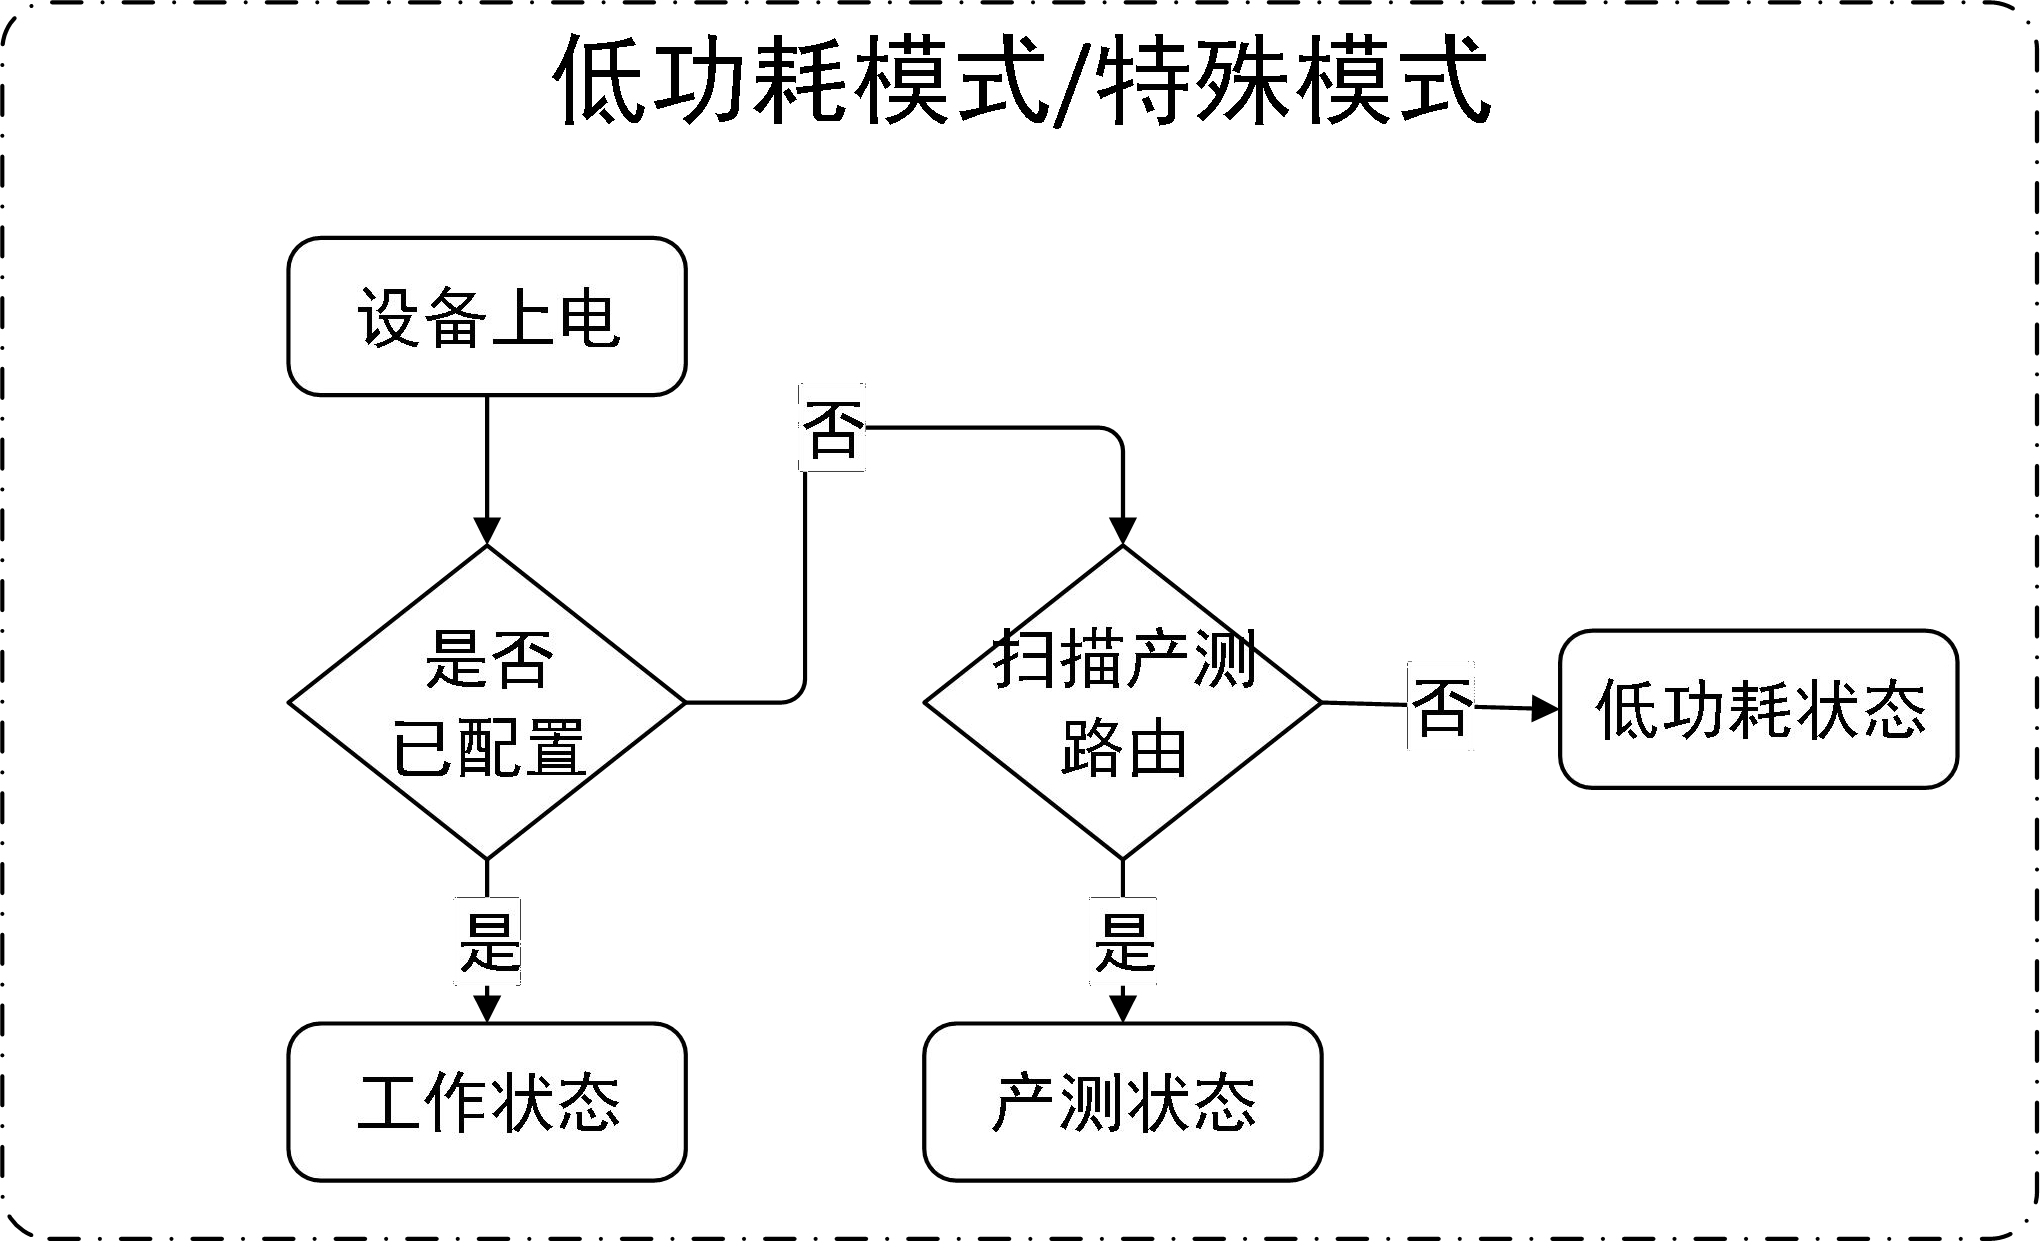 低功耗模式/特殊模式
设备上电
否
是否
已配置
扫描产测
路由
否
低功耗状态
是
是
工作状态
产测状态